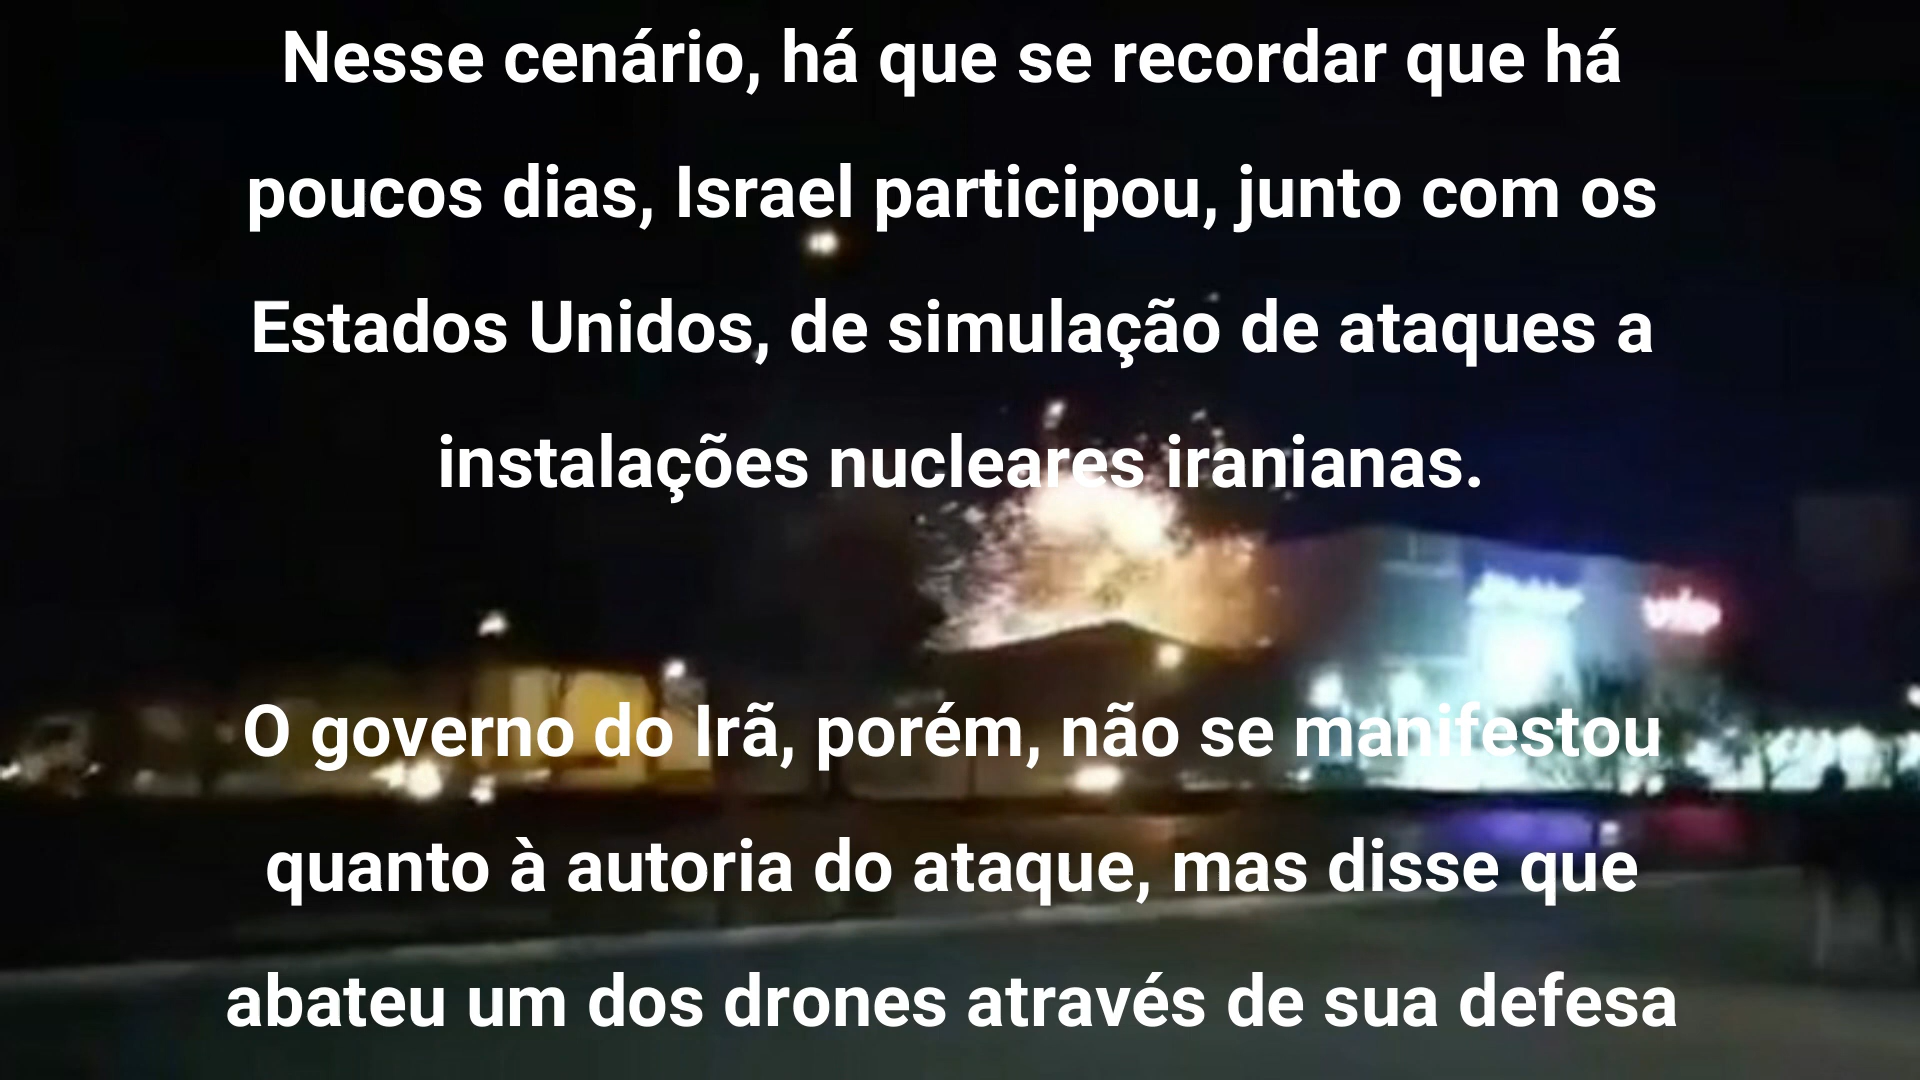 Nesse cenário, há que se recordar que há
poucos dias, Israel participou, junto com os
Estados Unidos, de simulação de ataques a
instalações nucleares iranianas.
O governo do Irã, porém, não se manifestou
quanto à autoria do ataque, mas disse que
abateu um dos drones através de sua defesa